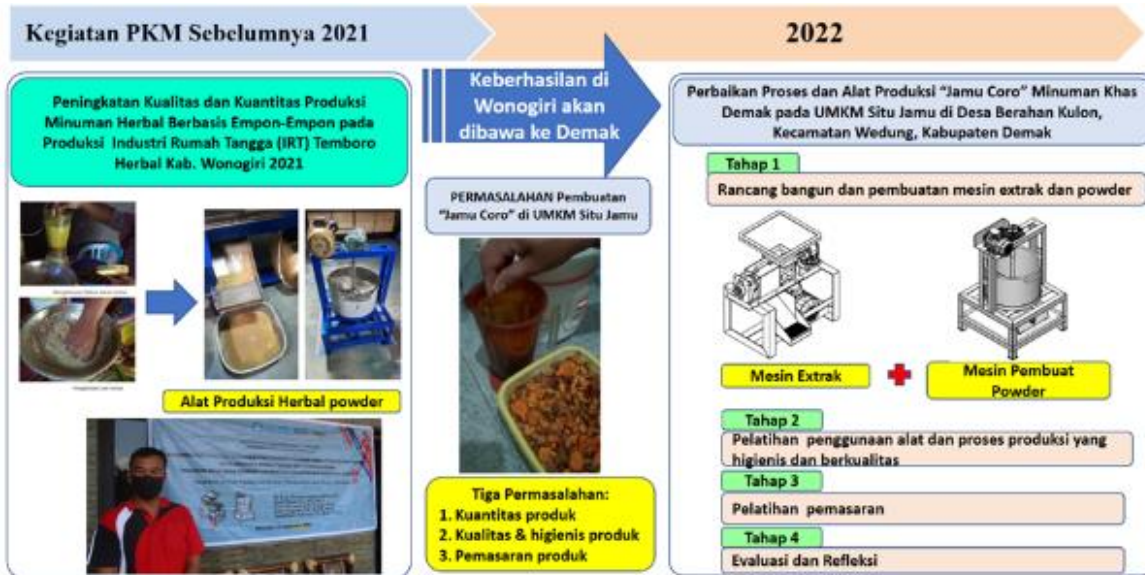 Kegiatan PKM Sebelumnya 2021
2022
Peningkatan Kualitas dan Kuantitas Produksi
Minuman Herbal Berbasis Empon-Empon pada
Produksi Industri Rumah Tangga (IRT) Temboro
Herbal Kab. Wonogiri 2021
Alat Produksi Herbal powder
Keberhasilan di
Wonogiri akan
dibawa ke Demak
PERMASALAHAN Pembuatan
"Jamu Coro" di UMKM Situ Jamu
Tiga Permasalahan:
1. Kuantitas produk
2. Kualitas & higienis produk
3. Pemasaran produk
Perbaikan Proses dan Alat Produksi "Jamu Coro" Minuman Khas
Demak pada UMKM Situ Jamu di Desa Berahan Kulon,
Kecamatan Wedung, Kabupaten Demak
Tahap 1
Rancang bangun dan pembuatan mesin extrak dan powder
Mesin Extrak
Mesin Pembuat
Powder
Tahap 2
Pelatihan penggunaan alat dan proses produksi yang
higienis dan berkualitas
Tahap 3
Pelatihan pemasaran
Tahap 4
Evaluasi dan Refleksi